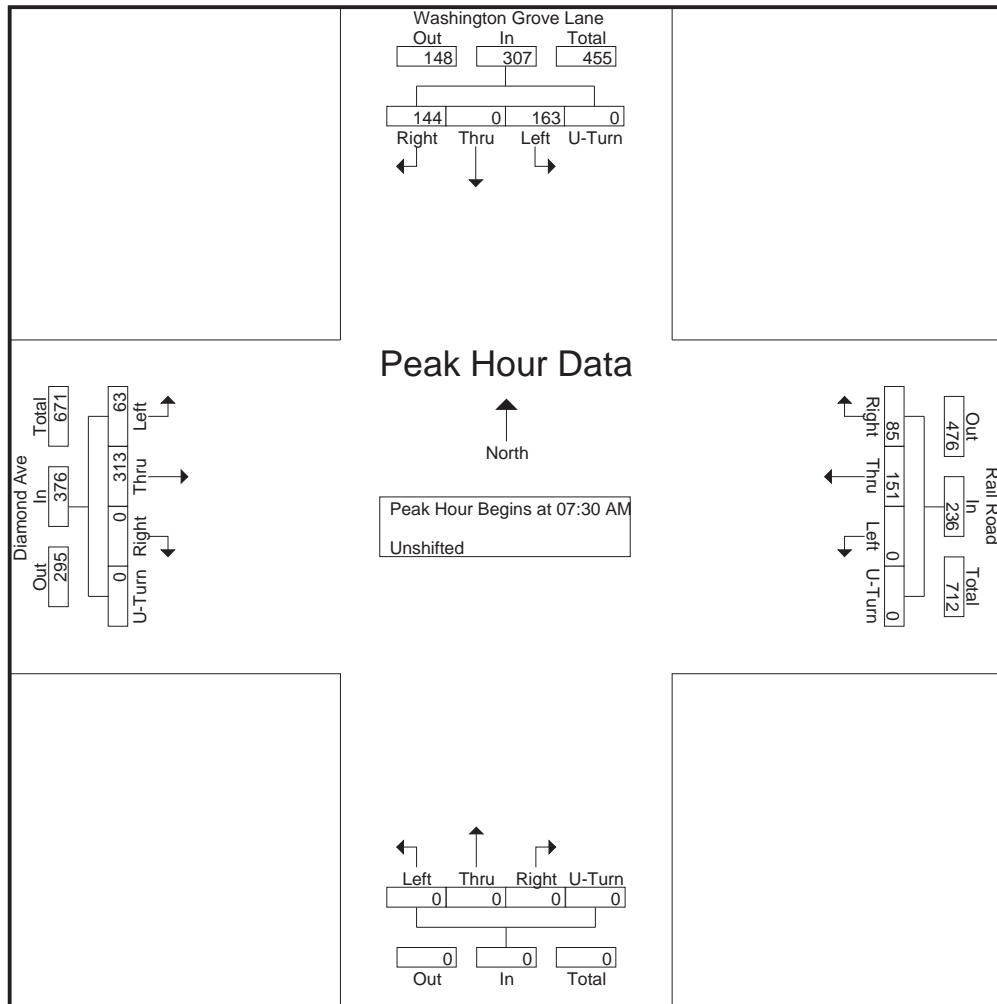 Washington Grove Lane
Out In Total
148 307 455
144 0 163 0
Right Thru Left U-Turn
Peak Hour Data
North
Peak Hour Begins at 07:30 AM
Unshifted
Diamond Ave
Out In Total
295 376 671
0 0 313 63
U-Turn Right Thru Left
Rail Road
Out In Total
476 236 712
85 151 0 0
Right Thru Left U-Turn
Left Thru Right U-Turn
0 0 0 0
0 0 0
Out In Total